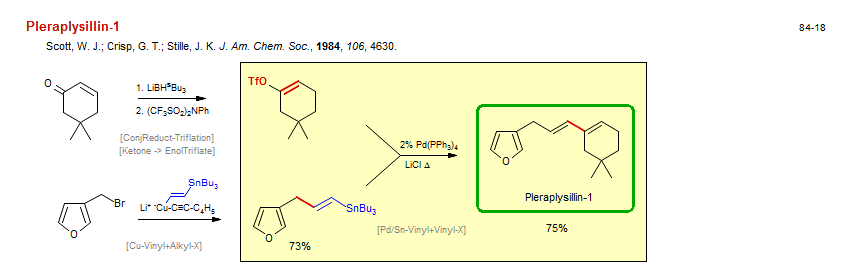 Pleraplysillin-1
84-18
Scott, W. J.; Crisp, G. T.; Stille, J. K. J. Am. Chem. Soc., 1984, 106, 4630.
O
1. LiBHˢBu₃
2. (CF₃SO₂)₂NPh
[ConjReduct-Triflation]
[Ketone -> EnolTriflate]
TfO
2% Pd(PPh₃)₄
LiCl Δ
O
Pleraplysillin-1
75%
Br
O
SnBu₃
Li⁺ ⁻Cu-C≡C-C₄H₅
[Cu-Vinyl+Alkyl-X]
SnBu₃
O
73%
[Pd/Sn-Vinyl+Vinyl-X]